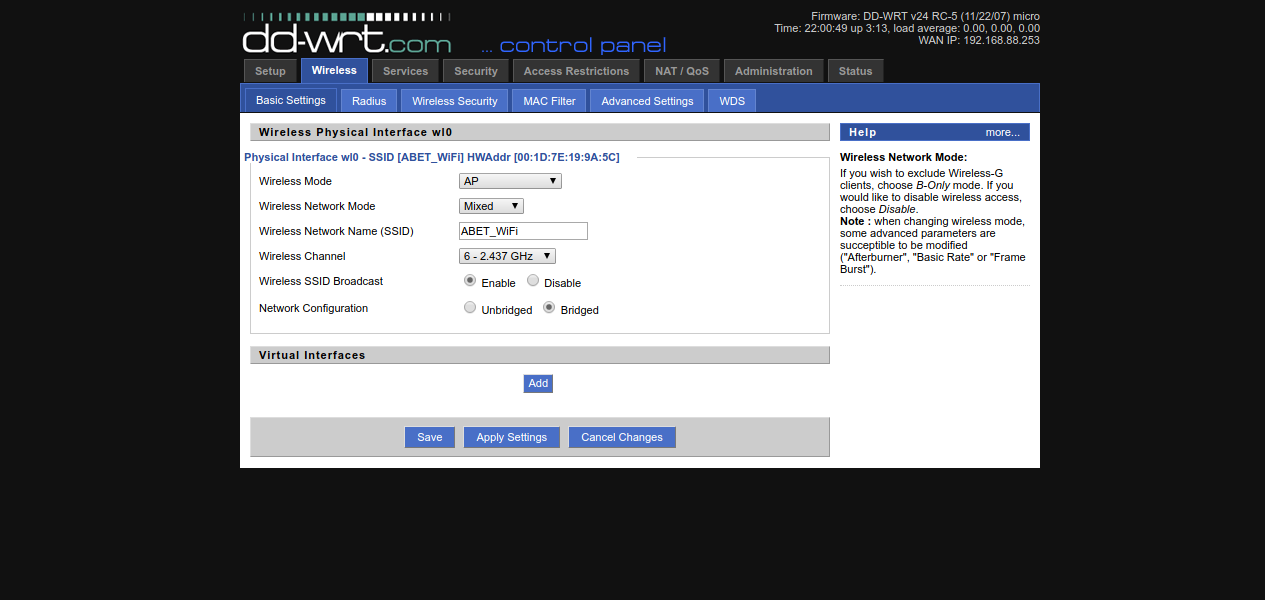 dd-wrt.com ... control panel
Firmware: DD-WRT v24 RC-5 (11/22/07) micro
Time: 22:00:49 up 3:13, load average: 0.00, 0.00, 0.00
WAN IP: 192.168.88.253
Setup Wireless Services Security Access Restrictions NAT / QoS Administration Status
Basic Settings Radius Wireless Security MAC Filter Advanced Settings WDS
Wireless Physical Interface wl0
Physical Interface wl0 - SSID [ABET_WiFi] HWAddr [00:1D:7E:19:9A:5C]
Wireless Mode AP
Wireless Network Mode Mixed
Wireless Network Name (SSID) ABET_WiFi
Wireless Channel 6 - 2.437 GHz
Wireless SSID Broadcast Enable Disable
Network Configuration Unbridged Bridged
Virtual Interfaces
Add
Save Apply Settings Cancel Changes
Help more...
Wireless Network Mode:
If you wish to exclude Wireless-G
clients, choose B-Only mode. If you
would like to disable wireless access,
choose Disable.
Note : when changing wireless mode,
some advanced parameters are
succeptible to be modified
("Afterburner", "Basic Rate" or "Frame
Burst").